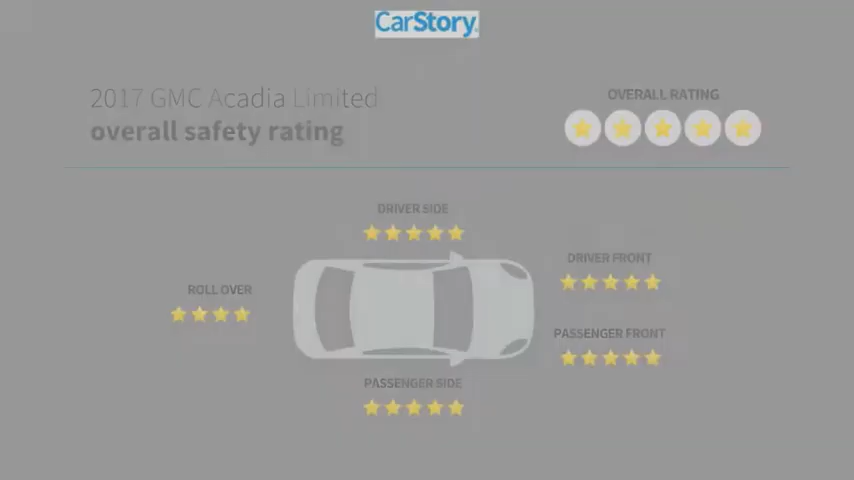 CarStory
2017 GMC Acadia Limited
overall safety rating
OVERALL RATING
DRIVER SIDE
DRIVER FRONT
ROLL OVER
PASSENGER FRONT
PASSENGER SIDE